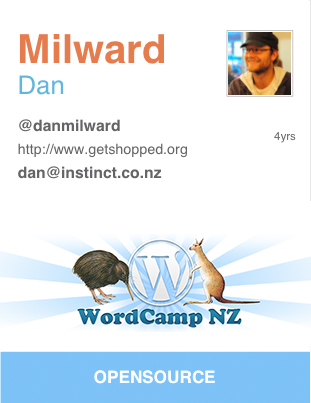 Milward
Dan
@danmilward
4yrs
http://www.getshopped.org
dan@instinct.co.nz
W
WordCamp NZ
OPENSOURCE